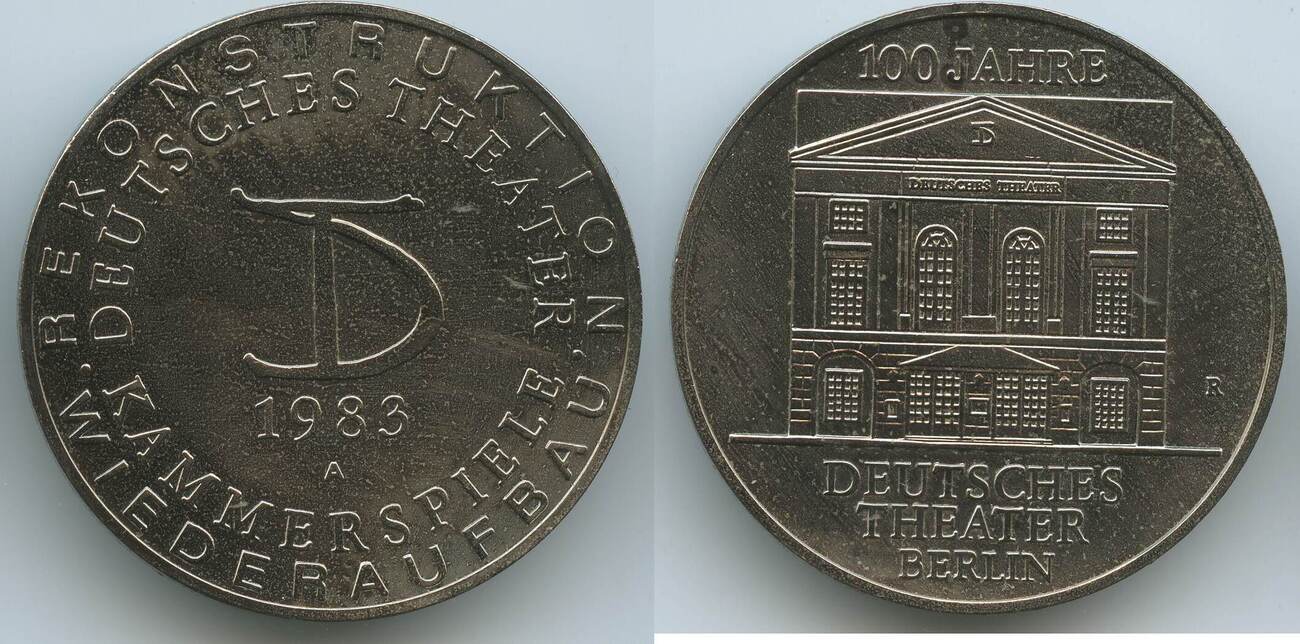 REKONSTRUKTION
· WIEDERAUFBAU ·
DEUTSCHES THEATER
· KAMMERSPIELE ·
D
1983
A
100 JAHRE
D
DEUTSCHES THEATER
R
DEUTSCHES
THEATER
BERLIN